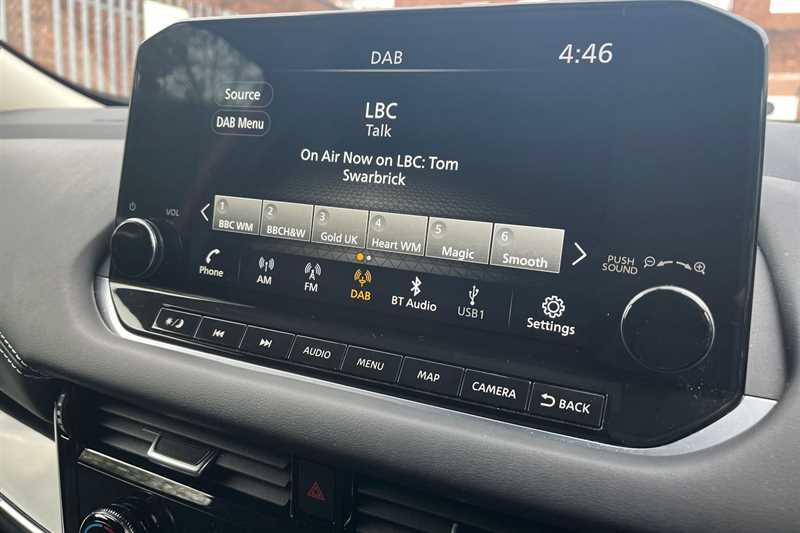 DAB
4:46
Source
DAB Menu
LBC
Talk
On Air Now on LBC: Tom
Swarbrick
VOL
1
BBC WM
2
BBCH&W
3
Gold UK
4
Heart WM
5
Magic
6
Smooth
PUSH
SOUND
Phone
AM
FM
DAB
BT Audio
USB1
Settings
AUDIO
MENU
MAP
CAMERA
BACK